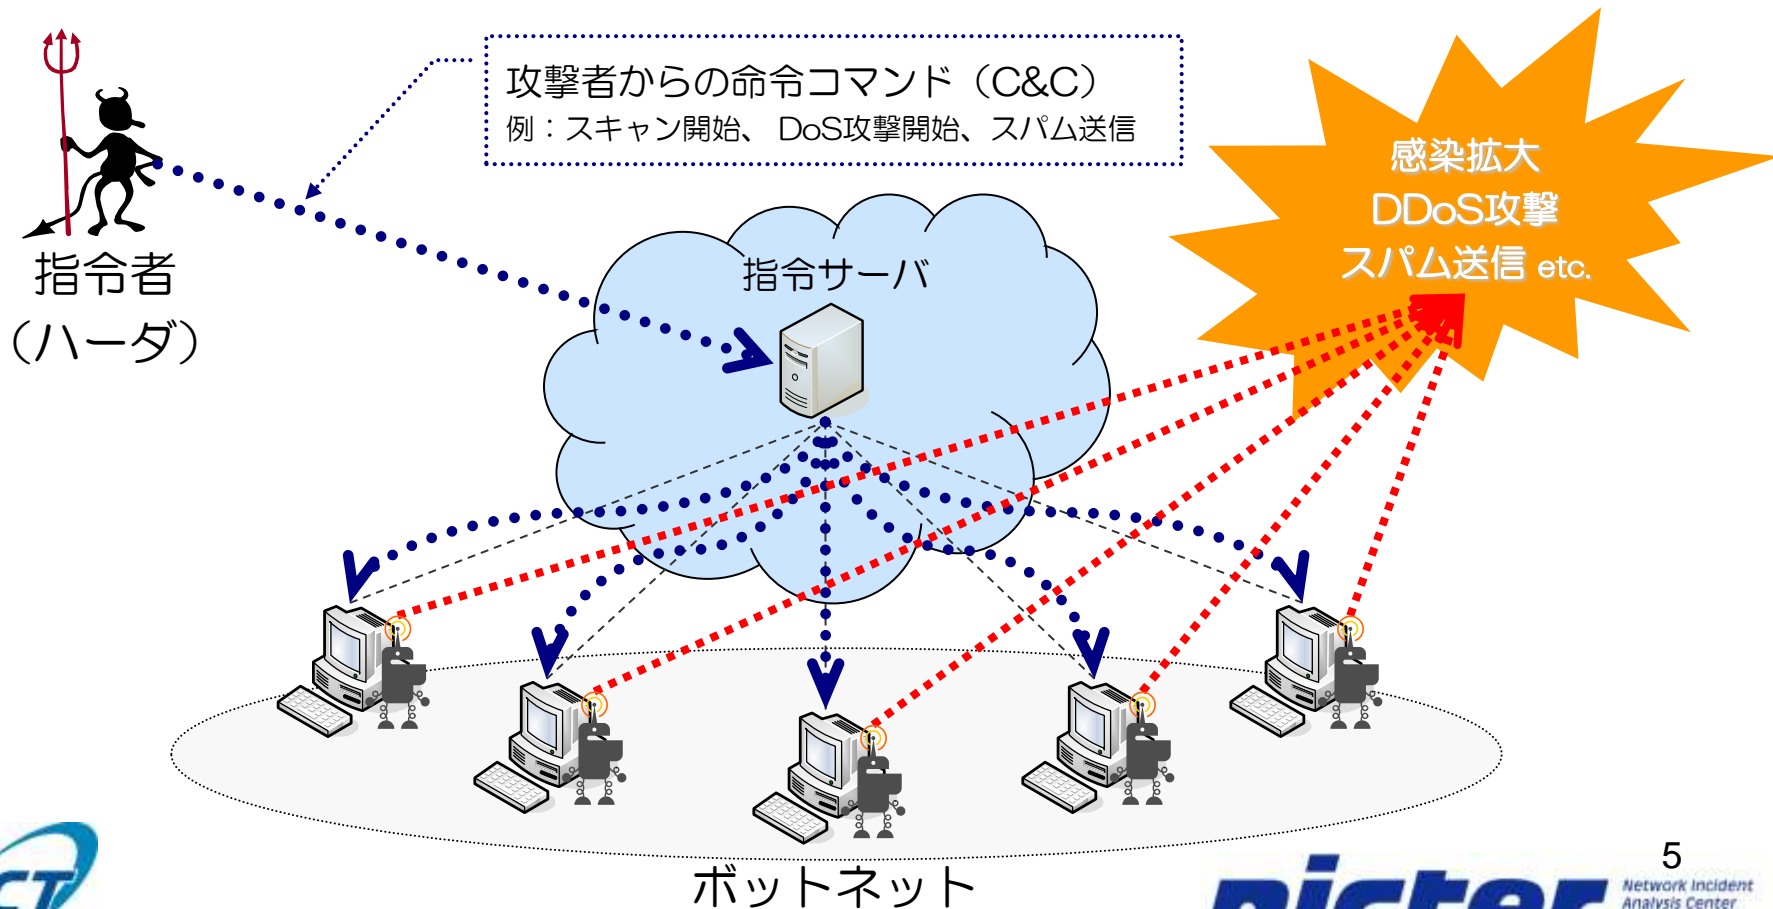 攻撃者からの命令コマンド（C&C）
例：スキャン開始、DoS攻撃開始、スパム送信
感染拡大
DDoS攻撃
スパム送信 etc.
指令者
（ハーダ）
指令サーバ
ボットネット
5
nicter
Network Incident
Analysis Center
CT